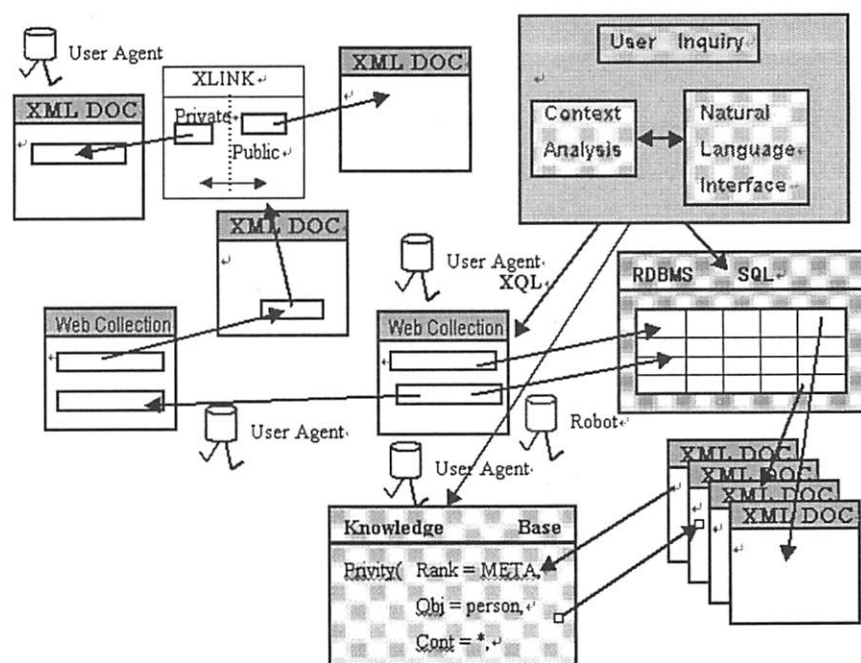 User Agent
XML DOC
XLINK
Private
Public
XML DOC
User Inquiry
Context
Analysis
Natural
Language
Interface
XML DOC
User Agent
XQL
RDBMS SQL
Web Collection
Web Collection
User Agent
Robot
User Agent
XML DOC
XML DOC
XML DOC
XML DOC
Knowledge Base
Privity( Rank = META,
Obj = person,
Cont = *,